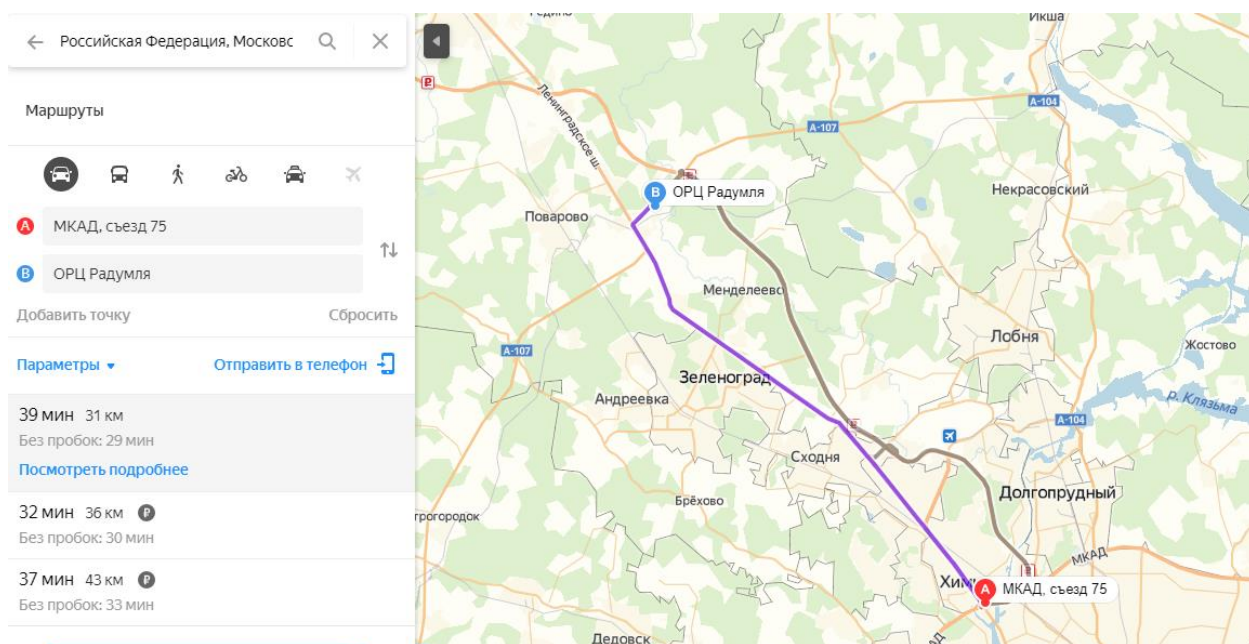 Российская Федерация, Московс
Маршруты
МКАД, съезд 75
ОРЦ Радумля
Добавить точку Сбросить
Параметры Отправить в телефон
39 мин 31 км
Без пробок: 29 мин
Посмотреть подробнее
32 мин 36 км ₽
Без пробок: 30 мин
37 мин 43 км ₽
Без пробок: 33 мин
Икша
Ленинградское ш.
А-104
А-107
Некрасовский
B ОРЦ Радумля
Поварово
Менделеево
Лобня
Жостово
А-107
Зеленоград
Андреевка
р. Клязьма
А-104
Сходня
Долгопрудный
Брёхово
трогородок
МКАД
Хим
A МКАД, съезд 75
Дедовск